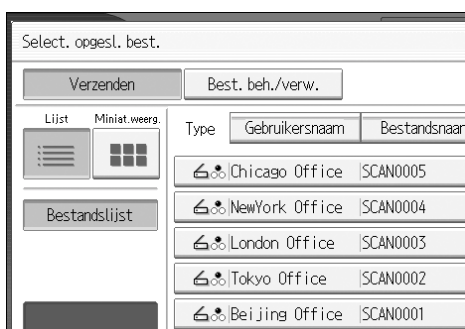 Select. opgesl. best.
Verzenden Best. beh./verw.
Lijst Miniat.weerg.
Type Gebruikersnaam Bestandsnaam
Chicago Office SCAN0005
NewYork Office SCAN0004
Bestandslijst
London Office SCAN0003
Tokyo Office SCAN0002
Beijing Office SCAN0001